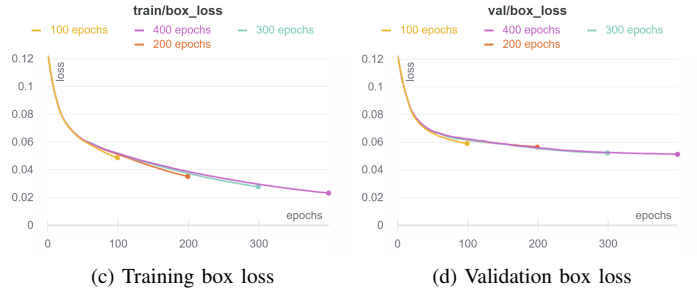 train/box_loss
100 epochs 400 epochs 300 epochs
200 epochs
loss
0.12
0.1
0.08
0.06
0.04
0.02
0
epochs
0 100 200 300
(c) Training box loss
val/box_loss
100 epochs 400 epochs 300 epochs
200 epochs
loss
0.12
0.1
0.08
0.06
0.04
0.02
0
epochs
0 100 200 300
(d) Validation box loss